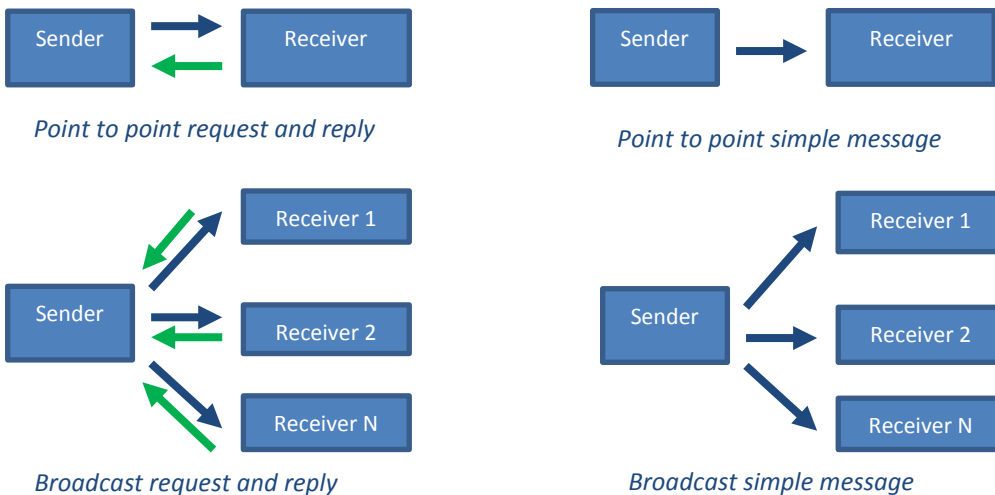 Sender
Receiver
Point to point request and reply
Sender
Receiver
Point to point simple message
Receiver 1
Sender
Receiver 2
Receiver N
Broadcast request and reply
Receiver 1
Sender
Receiver 2
Receiver N
Broadcast simple message